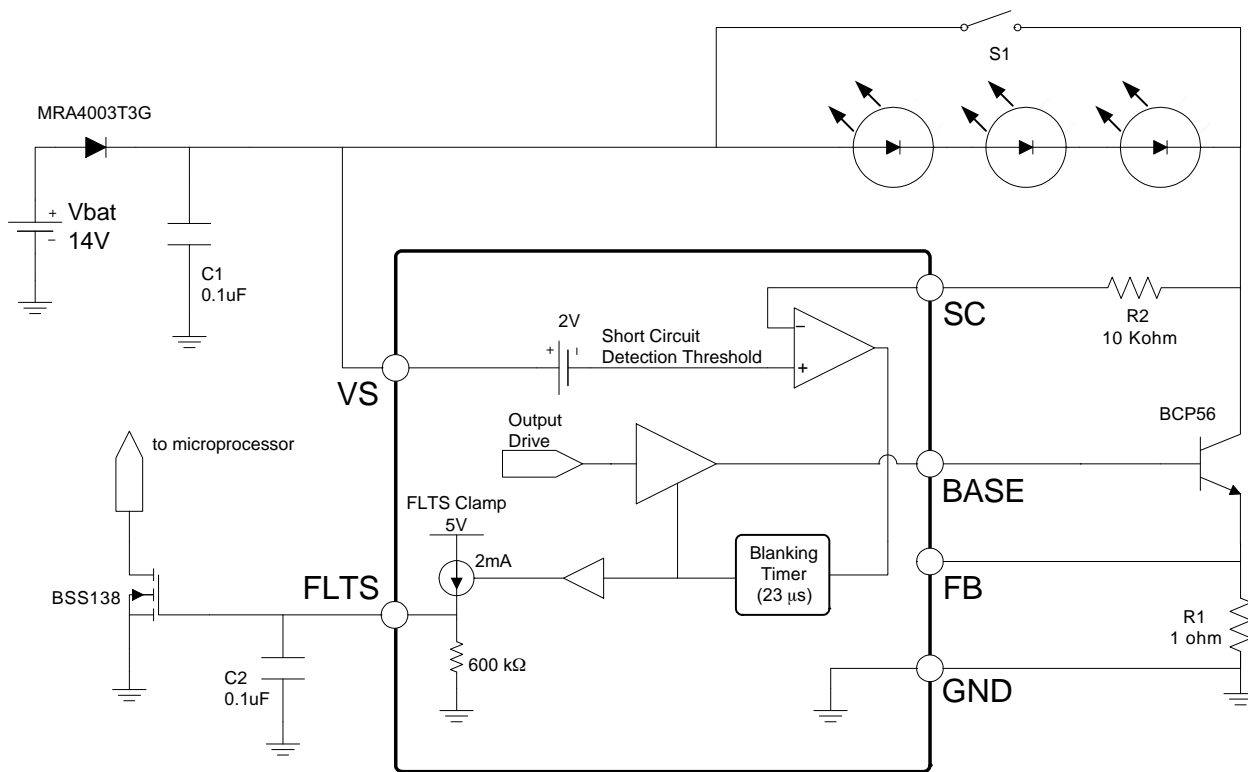 S1
MRA4003T3G
+
Vbat
−
14V
C1
0.1uF
SC
R2
10 Kohm
2V
+
−
Short Circuit
Detection Threshold
−
+
VS
BCP56
to microprocessor
Output
Drive
BASE
FLTS Clamp
5V
2mA
Blanking
Timer
(23 μs)
FLTS
FB
BSS138
R1
1 ohm
600 kΩ
C2
0.1uF
GND